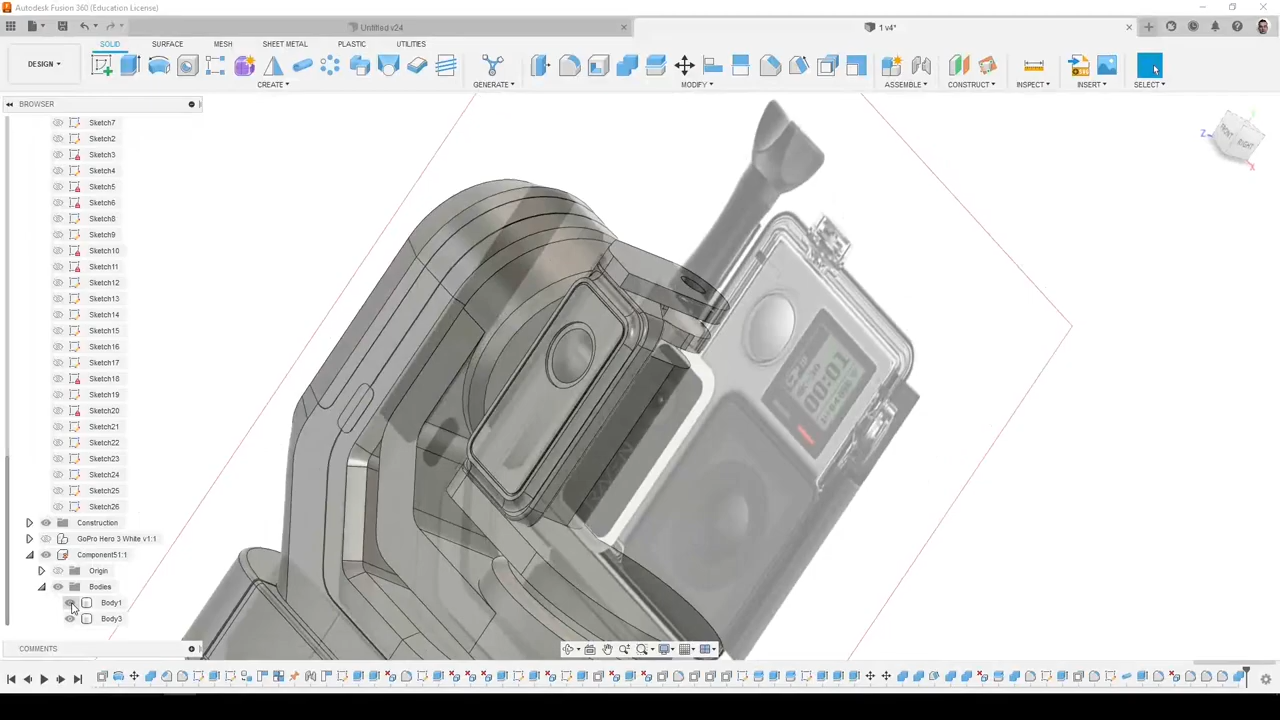 Autodesk Fusion 360 (Education License)
Untitled v24
1 v4*
SOLID SURFACE MESH SHEET METAL PLASTIC UTILITIES
DESIGN
CREATE GENERATE MODIFY ASSEMBLE CONSTRUCT INSPECT INSERT SELECT
BROWSER
FRONT
RIGHT
Z
X
Sketch7
Sketch2
Sketch3
Sketch4
Sketch5
Sketch6
Sketch8
Sketch9
Sketch10
Sketch11
Sketch12
Sketch13
Sketch14
Sketch15
Sketch16
Sketch17
Sketch18
Sketch19
Sketch20
Sketch21
Sketch22
Sketch23
Sketch24
Sketch25
Sketch26
Construction
GoPro Hero 3 White v1:1
Component51:1
Origin
Bodies
Body1
Body3
COMMENTS